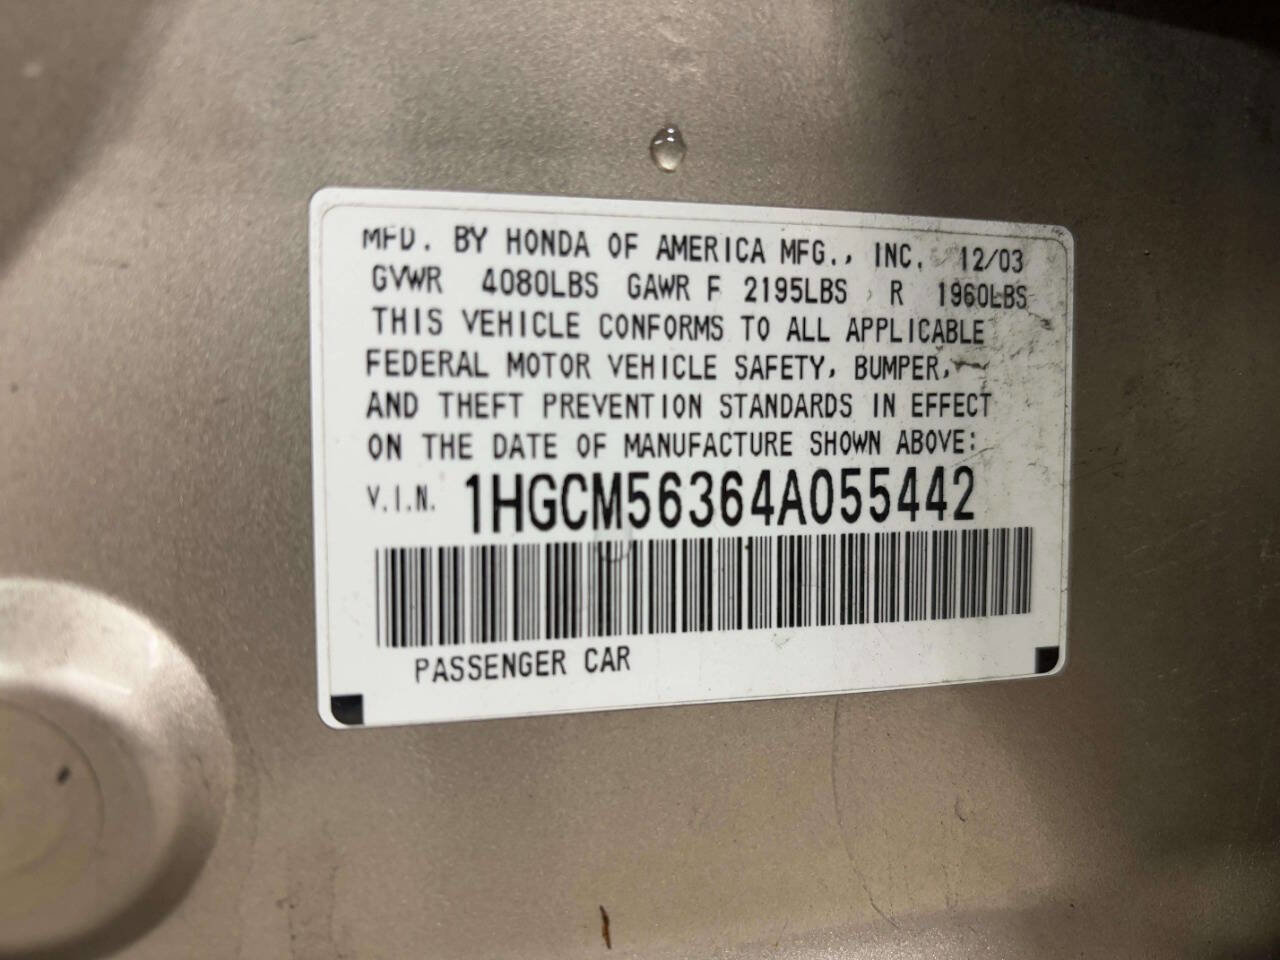 MFD. BY HONDA OF AMERICA MFG., INC. 12/03
GVWR 4080LBS GAWR F 2195LBS R 1960LBS
THIS VEHICLE CONFORMS TO ALL APPLICABLE
FEDERAL MOTOR VEHICLE SAFETY, BUMPER,
AND THEFT PREVENTION STANDARDS IN EFFECT
ON THE DATE OF MANUFACTURE SHOWN ABOVE:
V.I.N. 1HGCM56364A055442
PASSENGER CAR